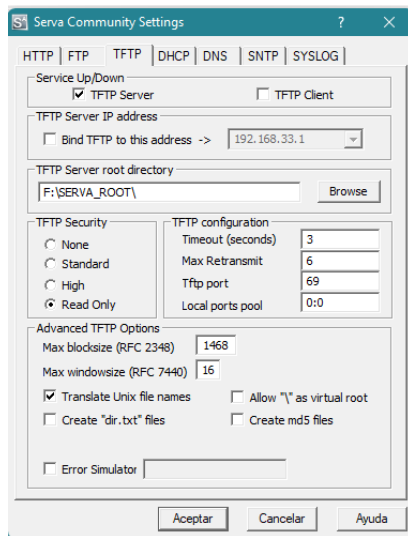 Serva Community Settings ? ×
HTTP FTP TFTP DHCP DNS SNTP SYSLOG
Service Up/Down
TFTP Server TFTP Client
TFTP Server IP address
Bind TFTP to this address -> 192.168.33.1
TFTP Server root directory
F:\SERVA_ROOT\ Browse
TFTP Security TFTP configuration
None Timeout (seconds) 3
Standard Max Retransmit 6
High Tftp port 69
Read Only Local ports pool 0:0
Advanced TFTP Options
Max blocksize (RFC 2348) 1468
Max windowsize (RFC 7440) 16
Translate Unix file names Allow "\" as virtual root
Create "dir.txt" files Create md5 files
Error Simulator
Aceptar Cancelar Ayuda